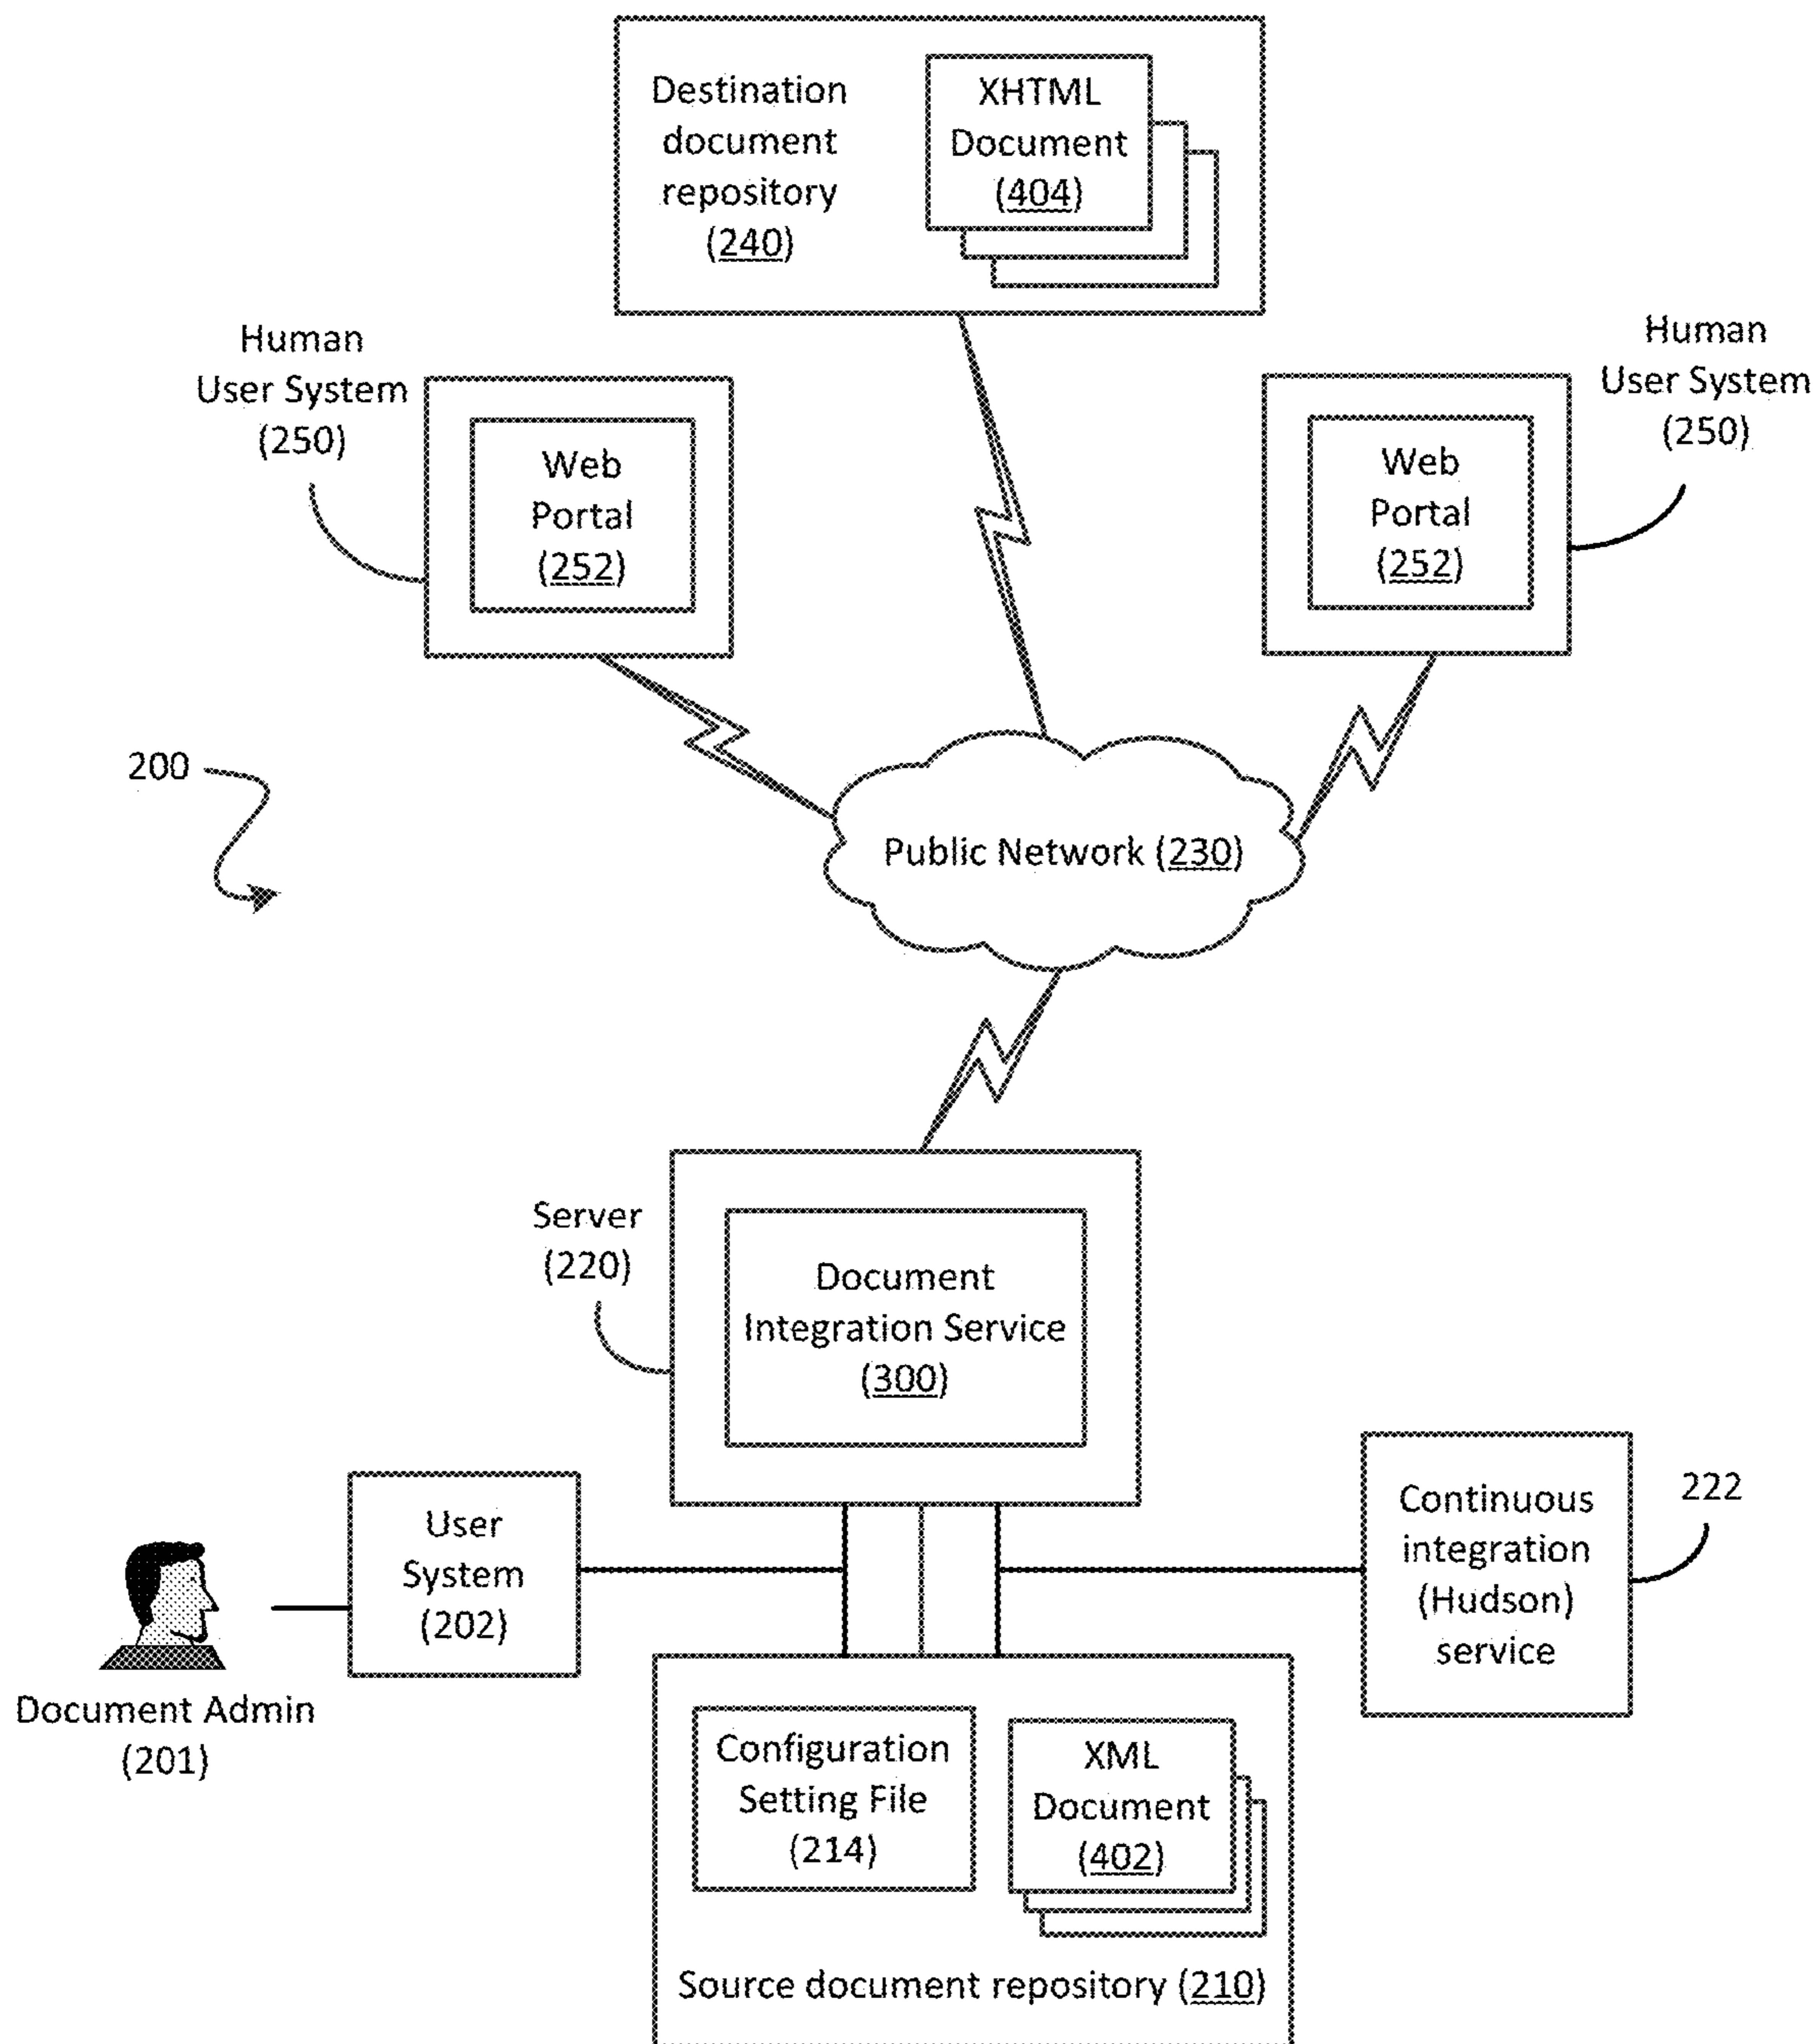 Destination
document
repository
(240)
XHTML
Document
(404)
Human
User System
(250)
Web
Portal
(252)
Web
Portal
(252)
Human
User System
(250)
200
Public Network (230)
Server
(220)
Document
Integration Service
(300)
User
System
(202)
Document Admin
(201)
Continuous
integration
(Hudson)
service
222
Configuration
Setting File
(214)
XML
Document
(402)
Source document repository (210)